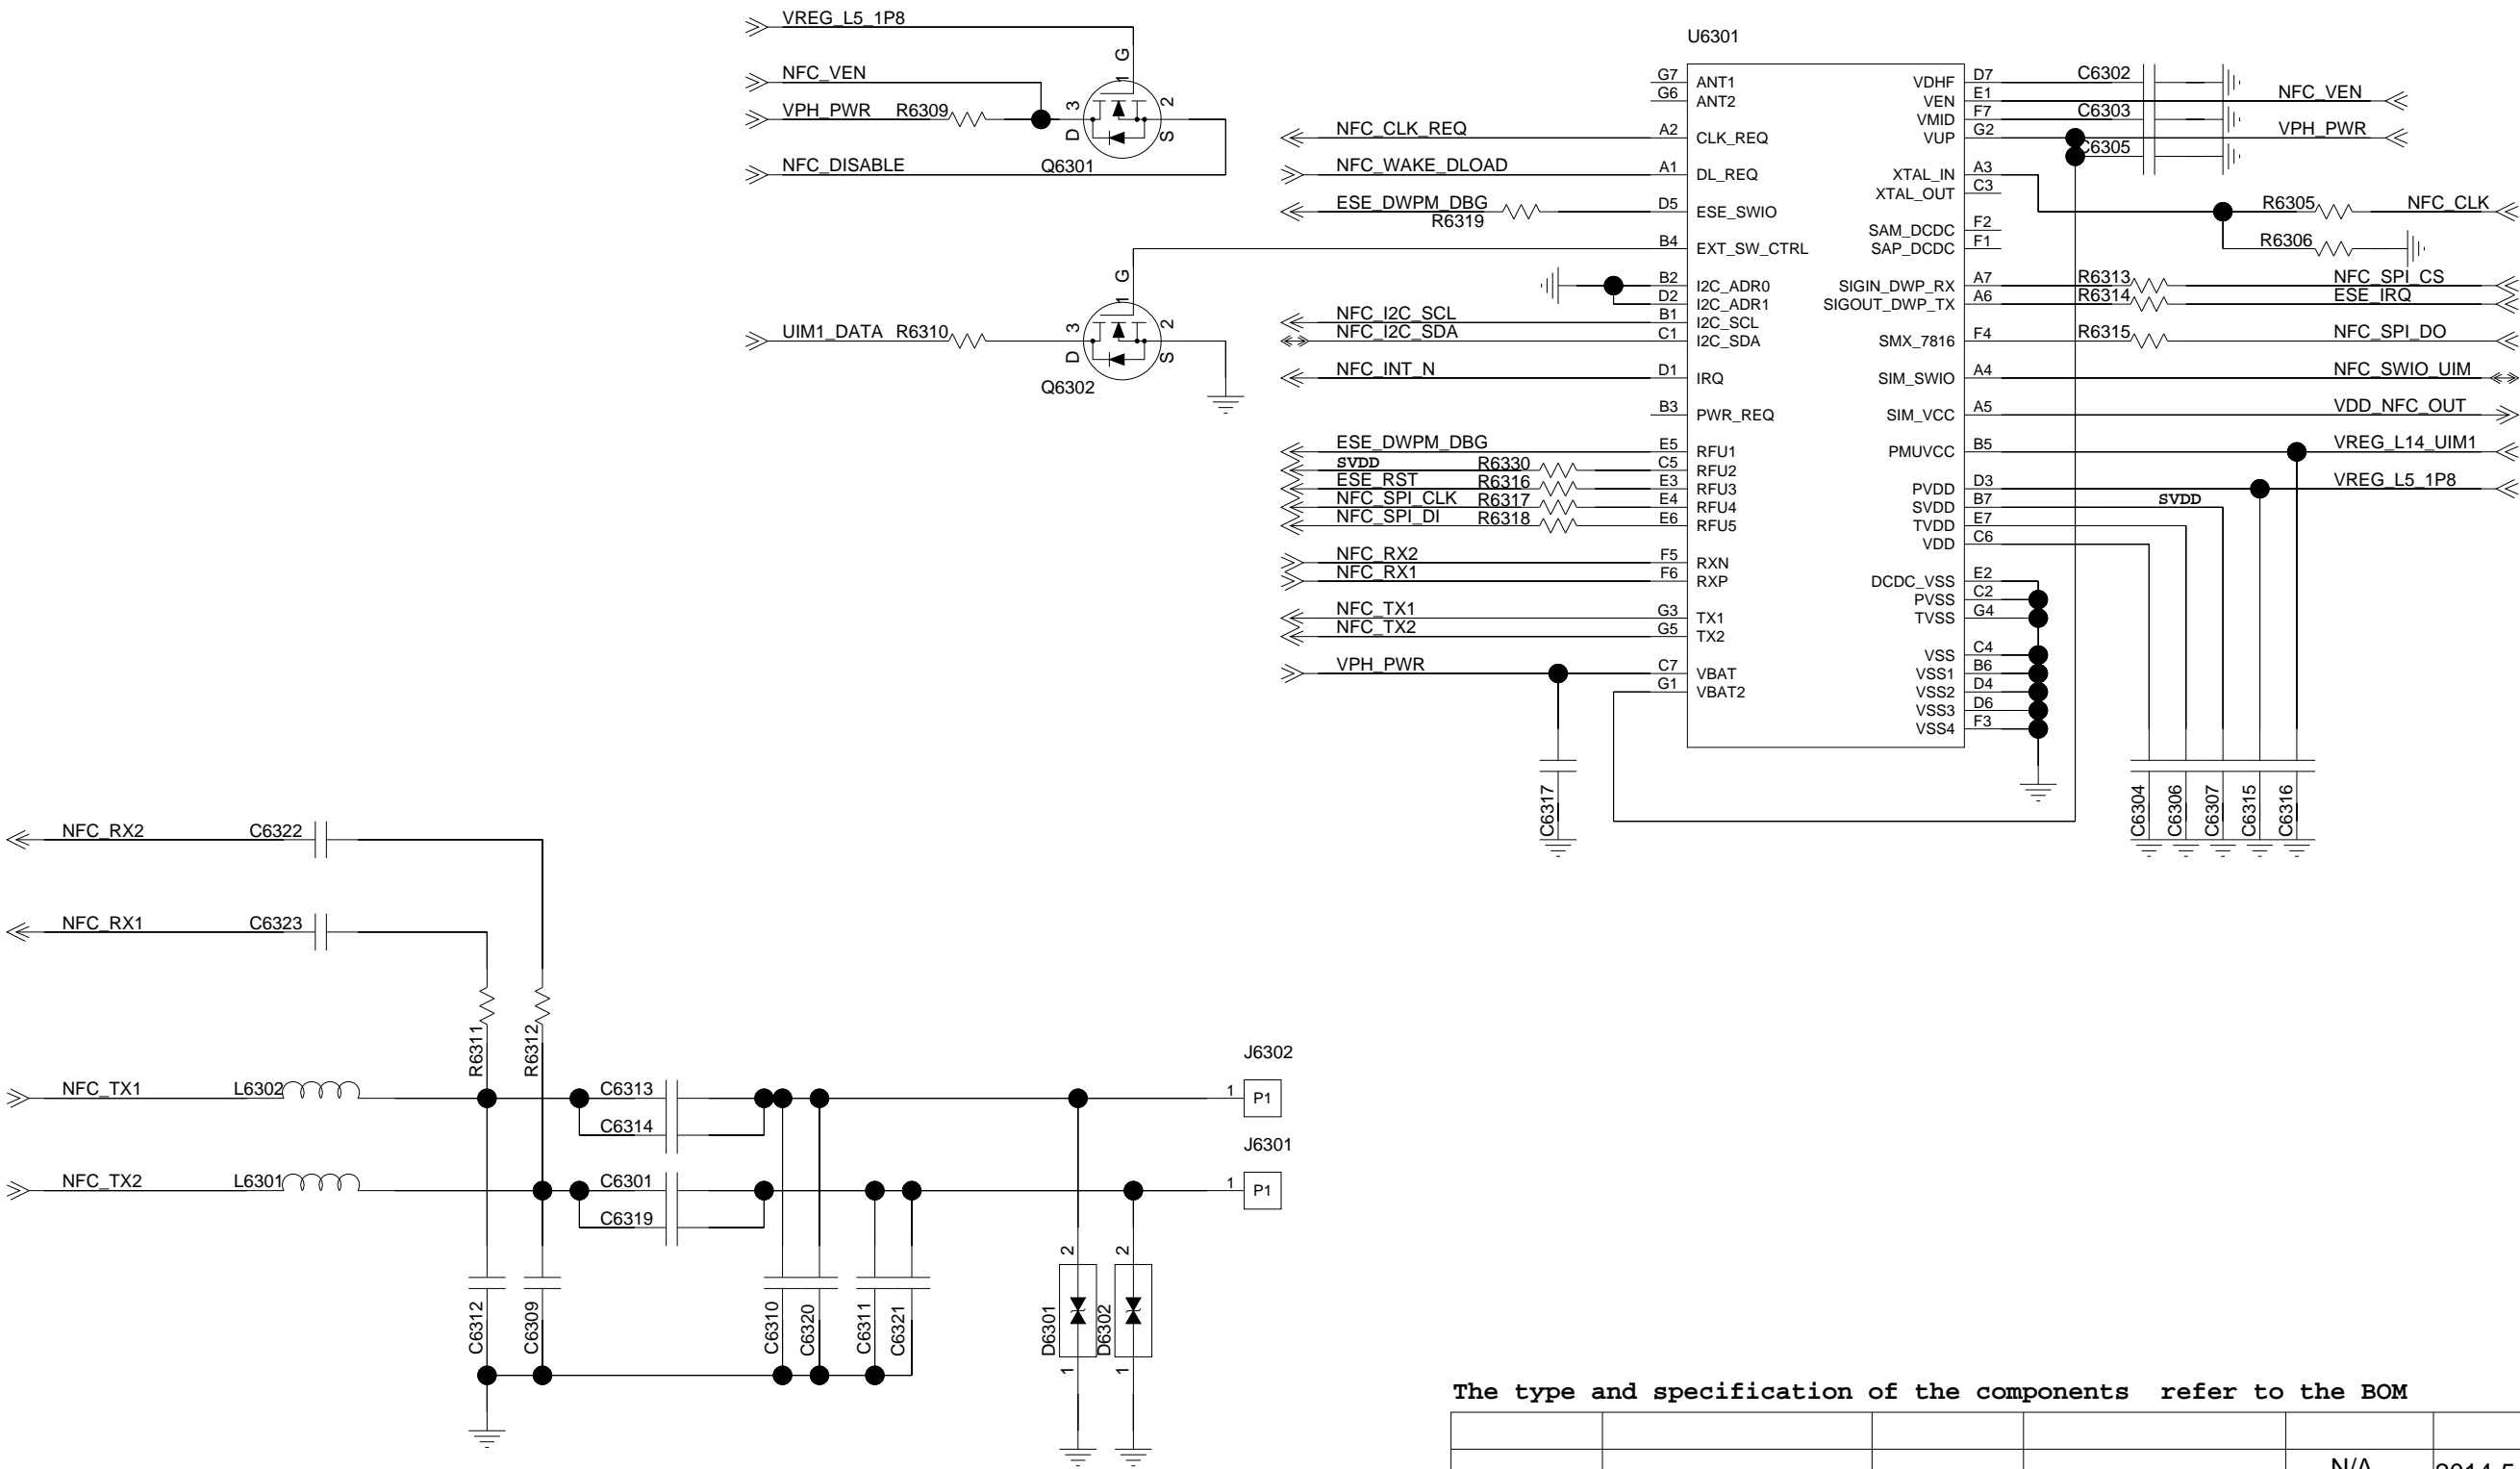 VREG_L5_1P8
NFC_VEN
VPH_PWR R6309
NFC_DISABLE
G
1
3
D
2
S
Q6301
UIM1_DATA R6310
G
1
3
D
2
S
Q6302
U6301
NFC_CLK_REQ
NFC_WAKE_DLOAD
ESE_DWPM_DBG
R6319
NFC_I2C_SCL
NFC_I2C_SDA
NFC_INT_N
ESE_DWPM_DBG
SVDD R6330
ESE_RST R6316
NFC_SPI_CLK R6317
NFC_SPI_DI R6318
NFC_RX2
NFC_RX1
NFC_TX1
NFC_TX2
VPH_PWR
C6317
G7 ANT1
G6 ANT2
A2 CLK_REQ
A1 DL_REQ
D5 ESE_SWIO
B4 EXT_SW_CTRL
B2 I2C_ADR0
D2 I2C_ADR1
B1 I2C_SCL
C1 I2C_SDA
D1 IRQ
B3 PWR_REQ
E5 RFU1
C5 RFU2
E3 RFU3
E4 RFU4
E6 RFU5
F5 RXN
F6 RXP
G3 TX1
G5 TX2
C7 VBAT
G1 VBAT2
VDHF D7 C6302
VEN E1 NFC_VEN
VMID F7 C6303
VUP G2 VPH_PWR
C6305
XTAL_IN A3
XTAL_OUT C3
R6305 NFC_CLK
SAM_DCDC F2
SAP_DCDC F1
R6306
SIGIN_DWP_RX A7 R6313 NFC_SPI_CS
SIGOUT_DWP_TX A6 R6314 ESE_IRQ
SMX_7816 F4 R6315 NFC_SPI_DO
SIM_SWIO A4 NFC_SWIO_UIM
SIM_VCC A5 VDD_NFC_OUT
PMUVCC B5 VREG_L14_UIM1
PVDD D3 VREG_L5_1P8
SVDD B7 SVDD
TVDD E7
VDD C6
DCDC_VSS E2
PVSS C2
TVSS G4
VSS C4
VSS1 B6
VSS2 D4
VSS3 D6
VSS4 F3
C6304
C6306
C6307
C6315
C6316
NFC_RX2 C6322
NFC_RX1 C6323
R6311
R6312
NFC_TX1 L6302
C6313
C6314
J6302
1 P1
NFC_TX2 L6301
C6301
C6319
J6301
1 P1
C6312
C6309
C6310
C6320
C6311
C6321
2
D6301
1
2
D6302
1
The type and specification of the components refer to the BOM